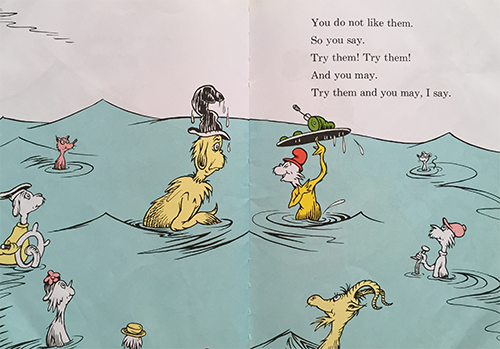 You do not like them.
So you say.
Try them! Try them!
And you may.
Try them and you may, I say.